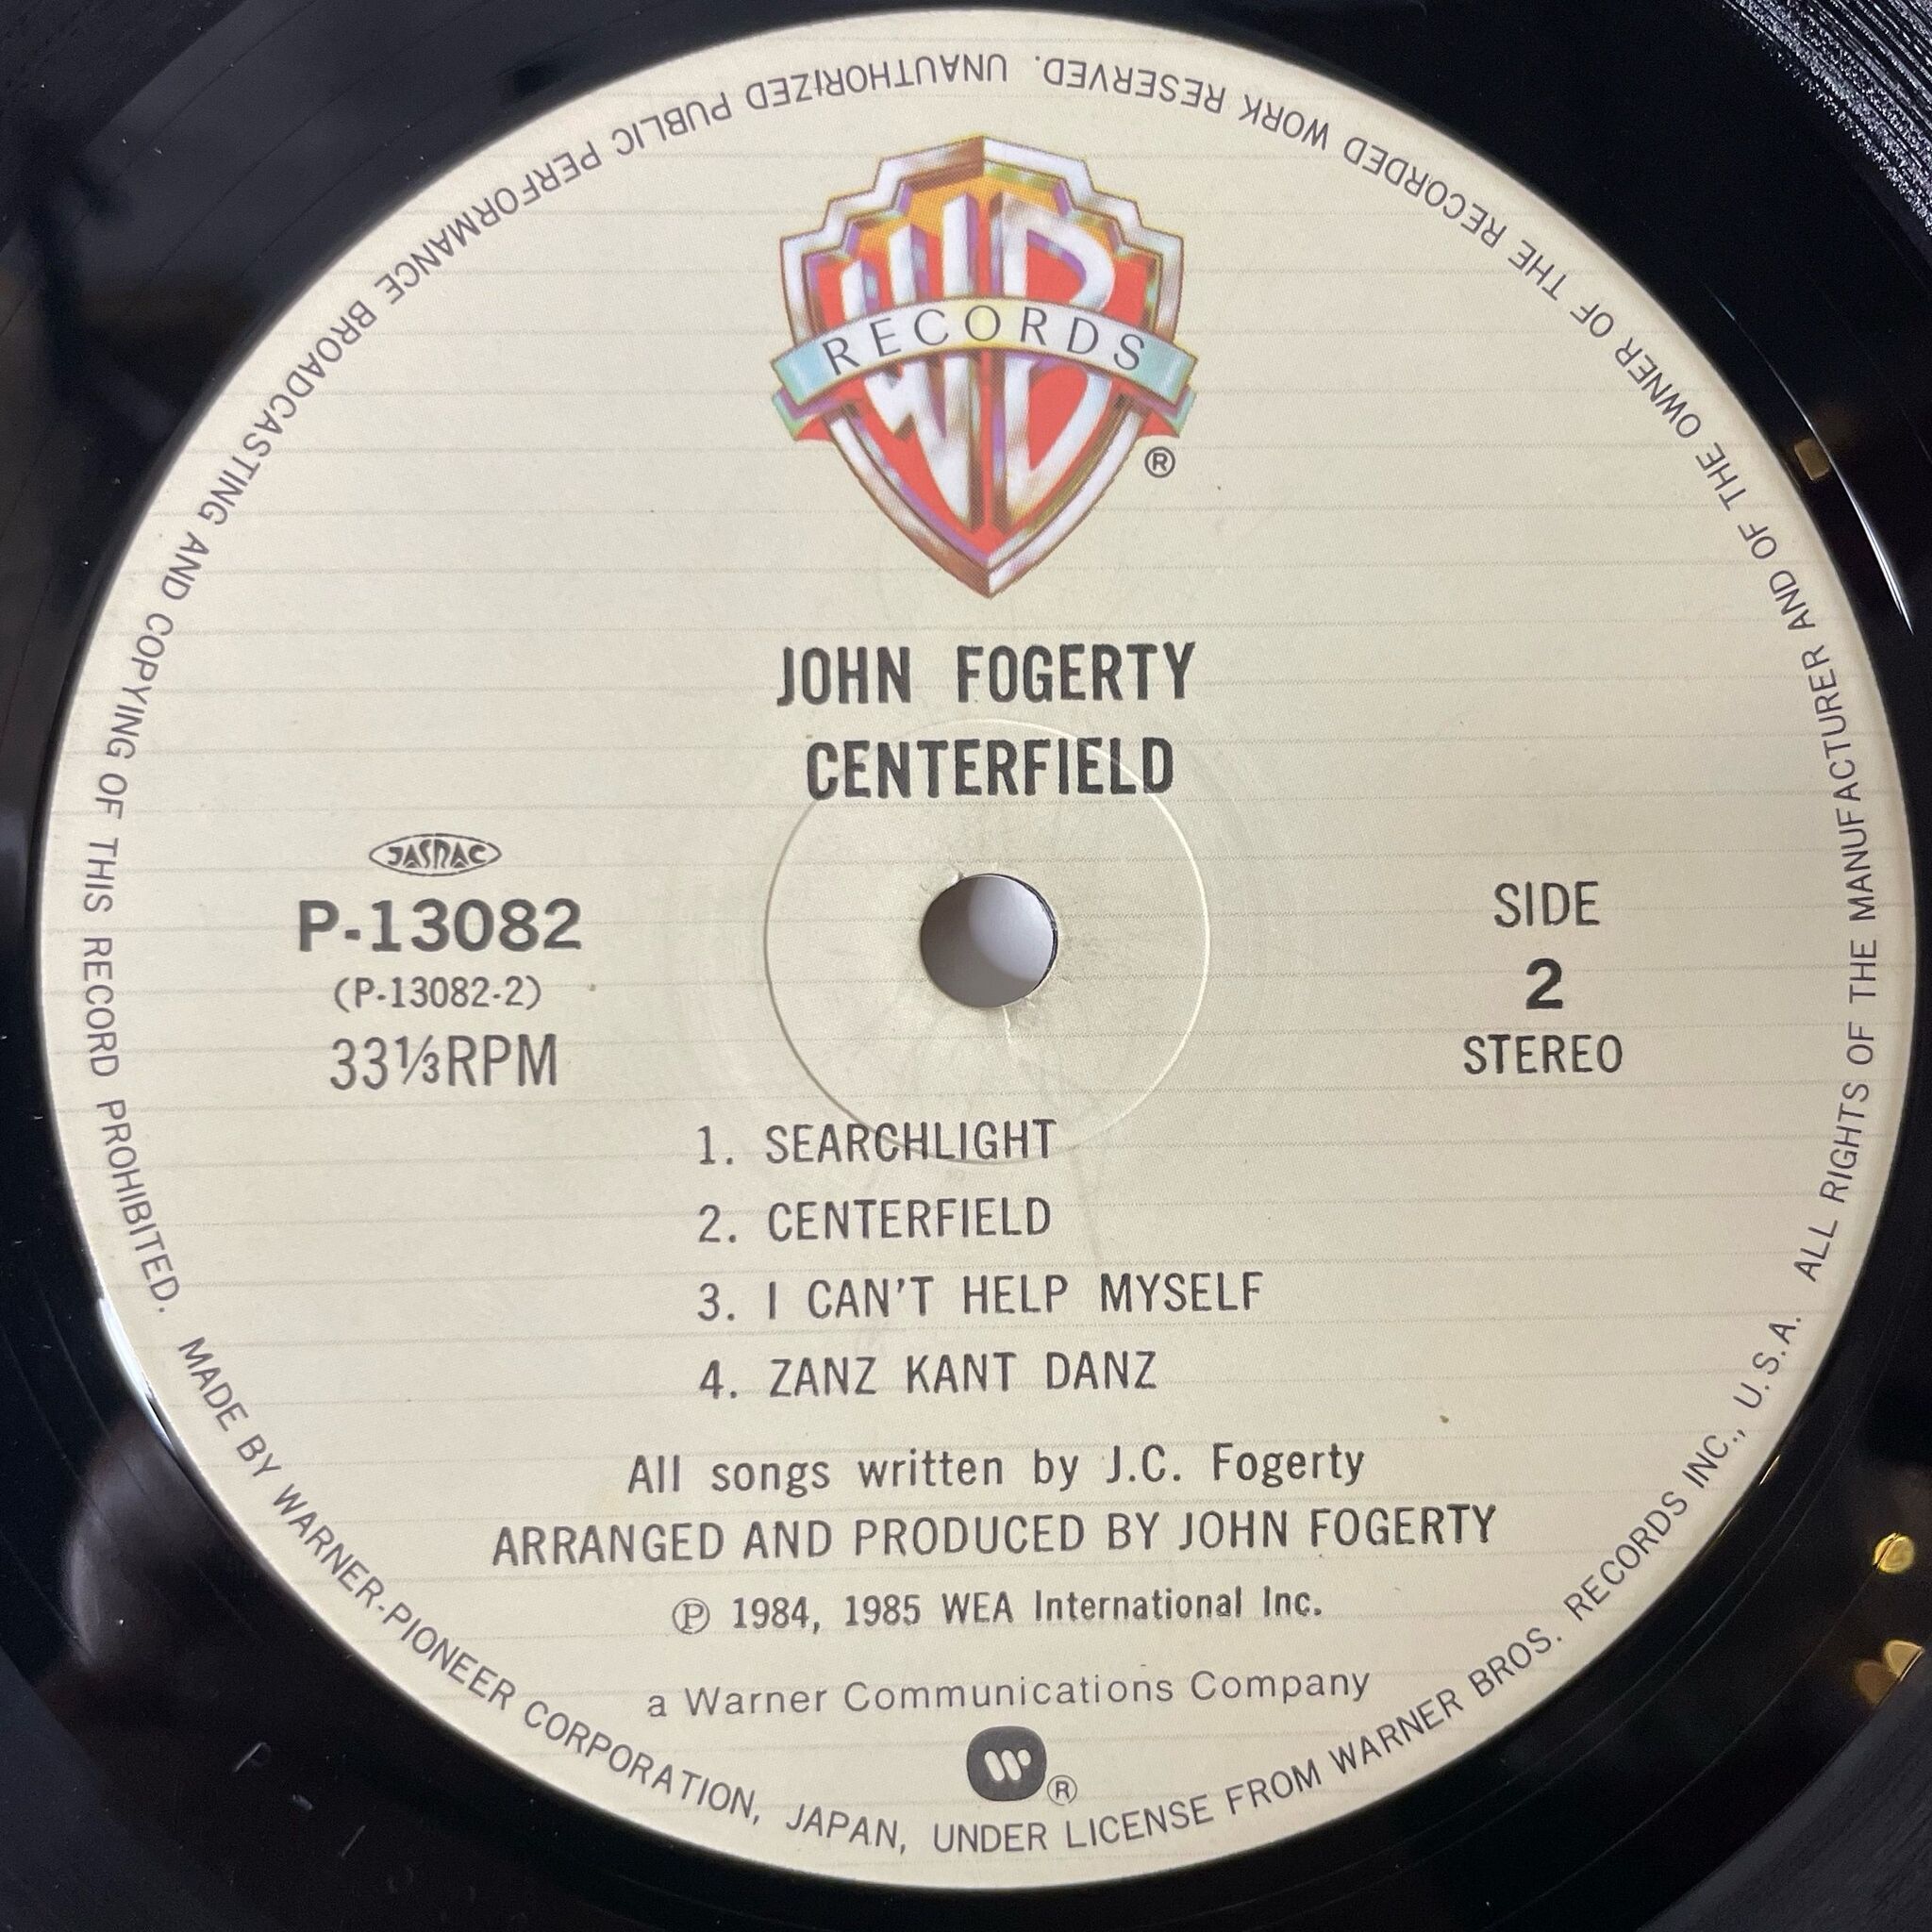 WB
RECORDS
®
JOHN FOGERTY
CENTERFIELD
JASRAC
P-13082
(P-13082-2)
33⅓RPM
SIDE
2
STEREO
1. SEARCHLIGHT
2. CENTERFIELD
3. I CAN'T HELP MYSELF
4. ZANZ KANT DANZ
All songs written by J.C. Fogerty
ARRANGED AND PRODUCED BY JOHN FOGERTY
Ⓟ 1984, 1985 WEA International Inc.
a Warner Communications Company
®
MADE BY WARNER-PIONEER CORPORATION, JAPAN, UNDER LICENSE FROM WARNER BROS. RECORDS INC., U.S.A. ALL RIGHTS OF THE MANUFACTURER AND OF THE OWNER OF THE RECORDED WORK RESERVED. UNAUTHORIZED PUBLIC PERFORMANCE BROADCASTING AND COPYING OF THIS RECORD PROHIBITED.